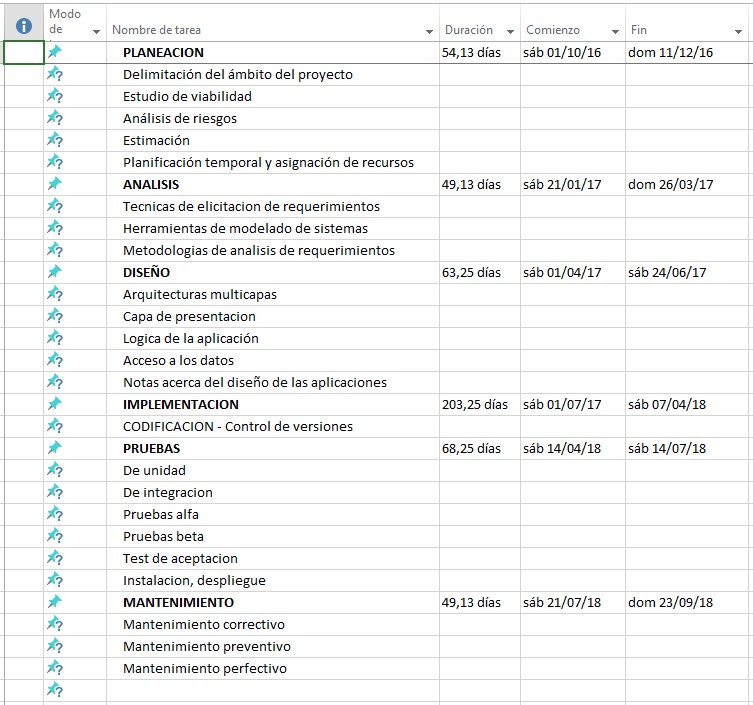 Modo de
Nombre de tarea Duración Comienzo Fin
PLANEACION 54,13 días sáb 01/10/16 dom 11/12/16
Delimitación del ámbito del proyecto
Estudio de viabilidad
Análisis de riesgos
Estimación
Planificación temporal y asignación de recursos
ANALISIS 49,13 días sáb 21/01/17 dom 26/03/17
Tecnicas de elicitacion de requerimientos
Herramientas de modelado de sistemas
Metodologias de analisis de requerimientos
DISEÑO 63,25 días sáb 01/04/17 sáb 24/06/17
Arquitecturas multicapas
Capa de presentacion
Logica de la aplicación
Acceso a los datos
Notas acerca del diseño de las aplicaciones
IMPLEMENTACION 203,25 días sáb 01/07/17 sáb 07/04/18
CODIFICACION - Control de versiones
PRUEBAS 68,25 días sáb 14/04/18 sáb 14/07/18
De unidad
De integracion
Pruebas alfa
Pruebas beta
Test de aceptacion
Instalacion, despliegue
MANTENIMIENTO 49,13 días sáb 21/07/18 dom 23/09/18
Mantenimiento correctivo
Mantenimiento preventivo
Mantenimiento perfectivo